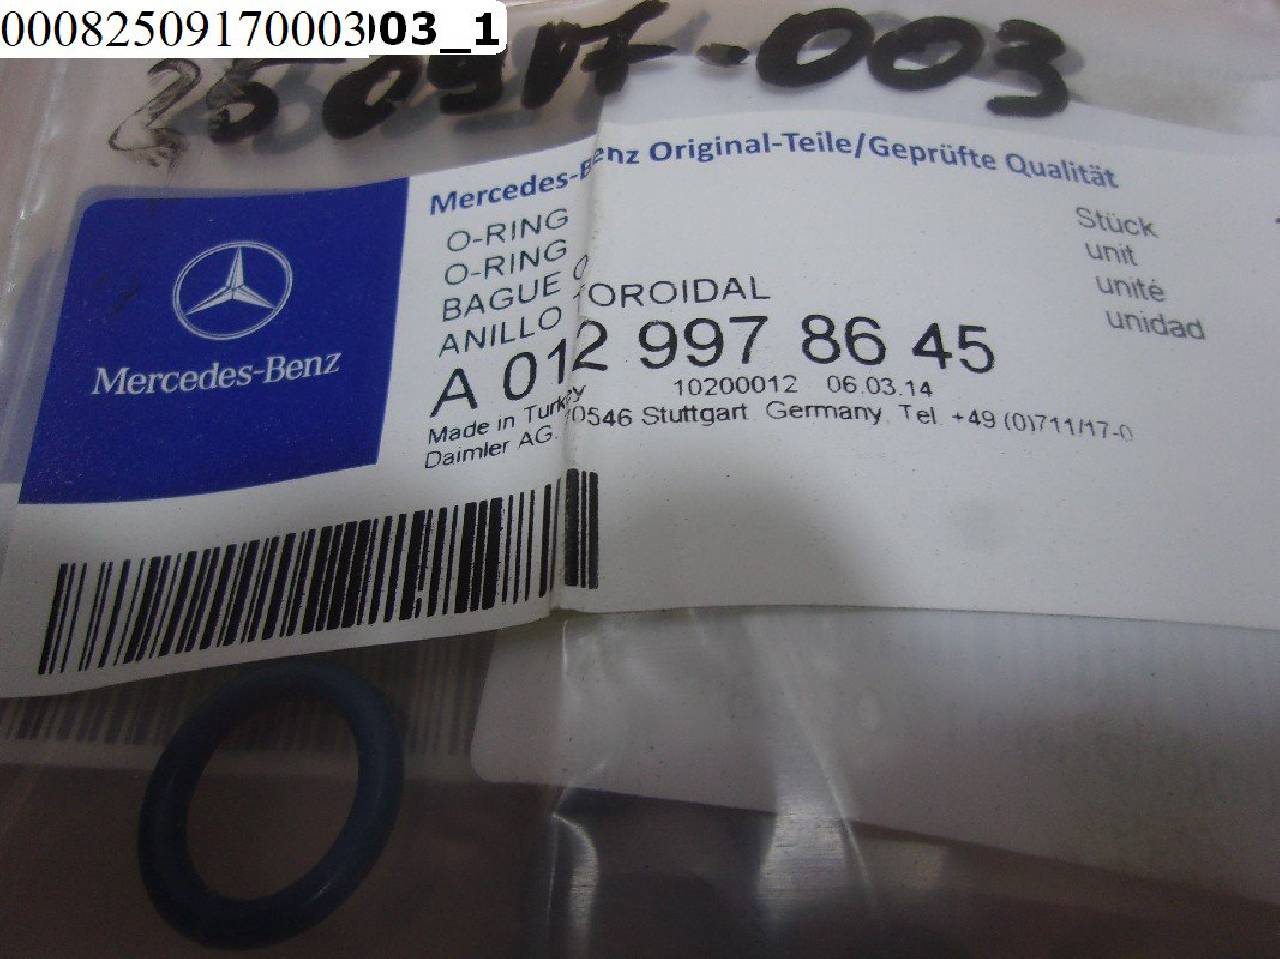 0008250917000303_1
250917-003
Mercedes-Benz Original-Teile/Geprüfte Qualität
O-RING
O-RING
BAGUE
ANILLO TOROIDAL
Stück
unit
unité
unidad
A 012 997 86 45
10200012 06.03.14
Made in Turkey
Daimler AG. 70546 Stuttgart Germany Tel. +49 (0)711/17-0
Mercedes-Benz